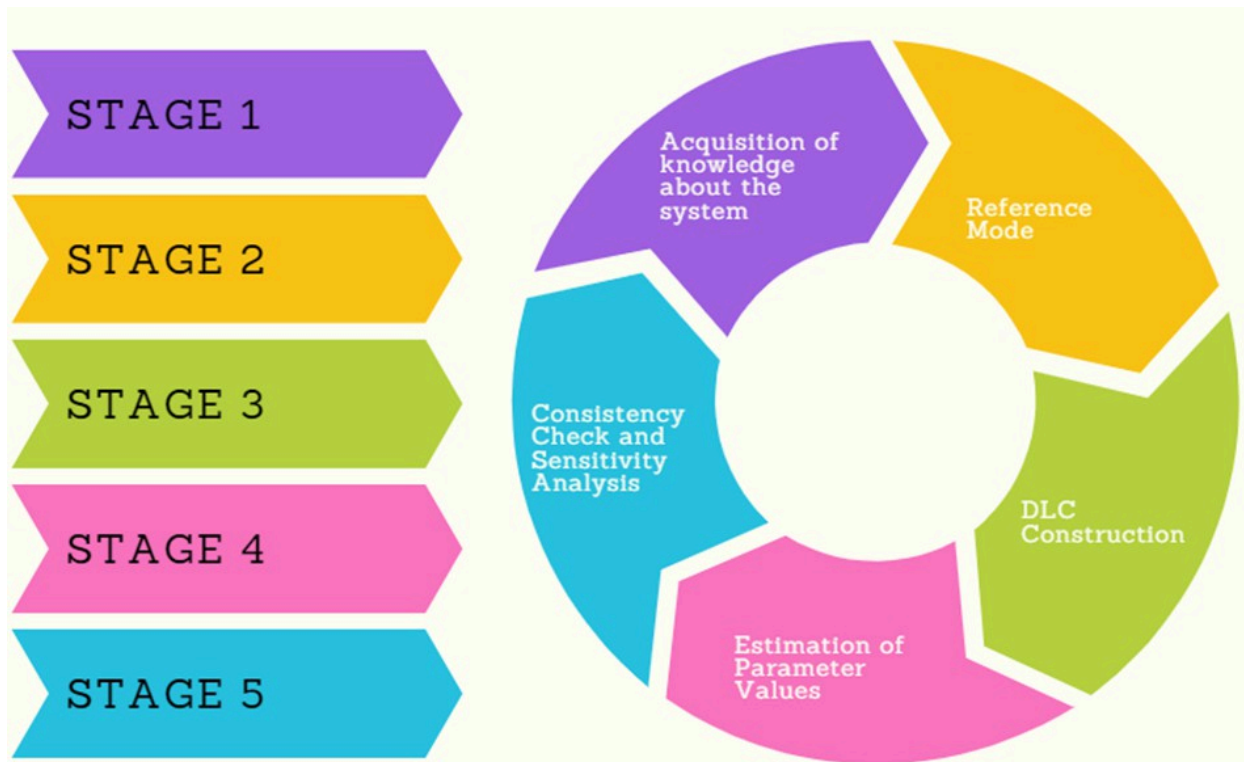 STAGE 1
STAGE 2
STAGE 3
STAGE 4
STAGE 5
Acquisition of
knowledge
about the
system
Reference
Mode
DLC
Construction
Estimation of
Parameter
Values
Consistency
Check and
Sensitivity
Analysis